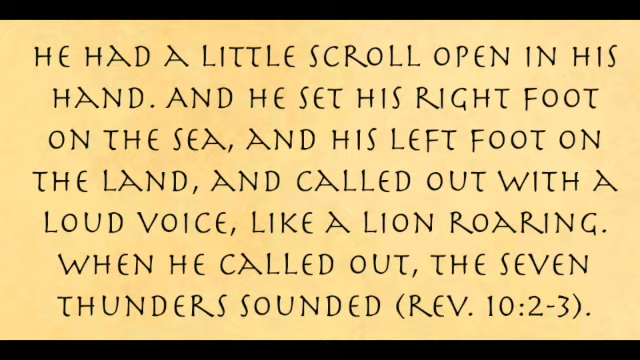 HE HAD A LITTLE SCROLL OPEN IN HIS
HAND. AND HE SET HIS RIGHT FOOT
ON THE SEA, AND HIS LEFT FOOT ON
THE LAND, AND CALLED OUT WITH A
LOUD VOICE, LIKE A LION ROARING.
WHEN HE CALLED OUT, THE SEVEN
THUNDERS SOUNDED (REV. 10:2-3).